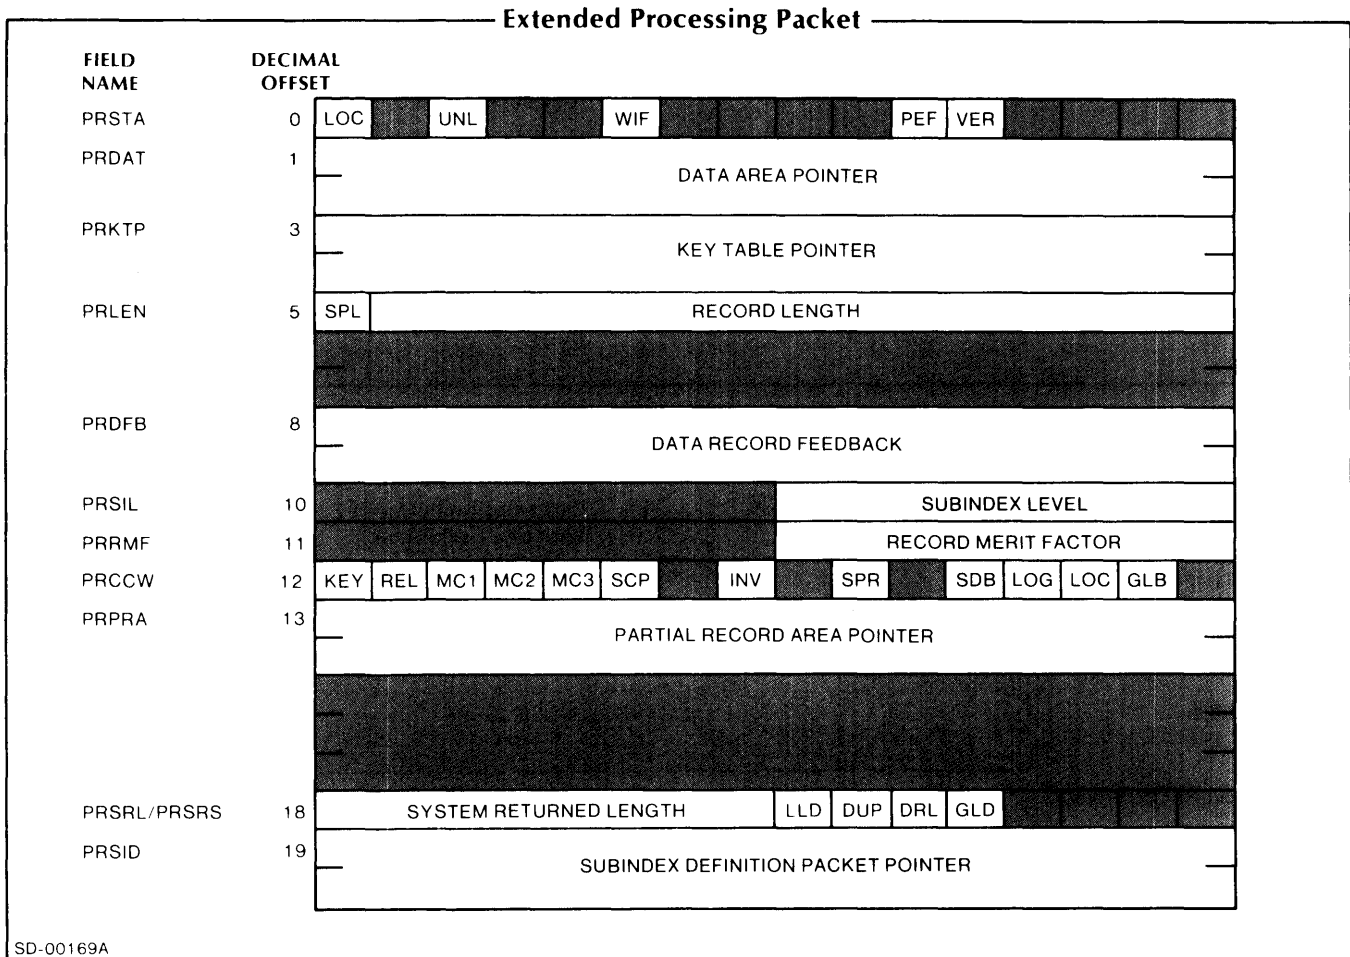 Extended Processing Packet
FIELD NAME DECIMAL OFFSET
PRSTA 0 LOC UNL WIF PEF VER
PRDAT 1 DATA AREA POINTER
PRKTP 3 KEY TABLE POINTER
PRLEN 5 SPL RECORD LENGTH
PRDFB 8 DATA RECORD FEEDBACK
PRSIL 10 SUBINDEX LEVEL
PRRMF 11 RECORD MERIT FACTOR
PRCCW 12 KEY REL MC1 MC2 MC3 SCP INV SPR SDB LOG LOC GLB
PRPRA 13 PARTIAL RECORD AREA POINTER
PRSRL/PRSRS 18 SYSTEM RETURNED LENGTH LLD DUP DRL GLD
PRSID 19 SUBINDEX DEFINITION PACKET POINTER
SD-00169A